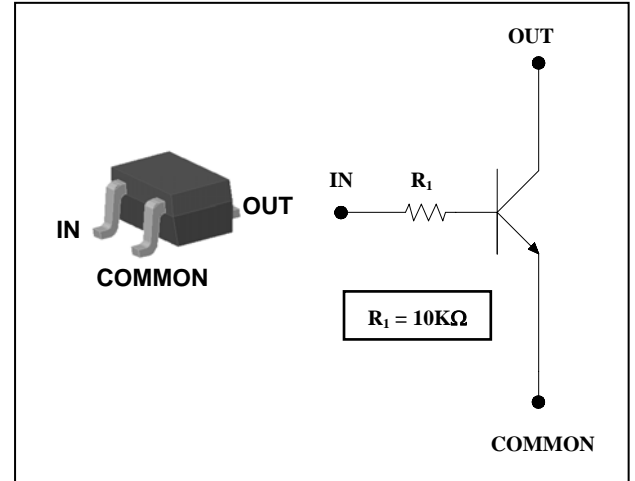 OUT
IN
R₁
OUT
IN
COMMON
R₁ = 10KΩ
COMMON